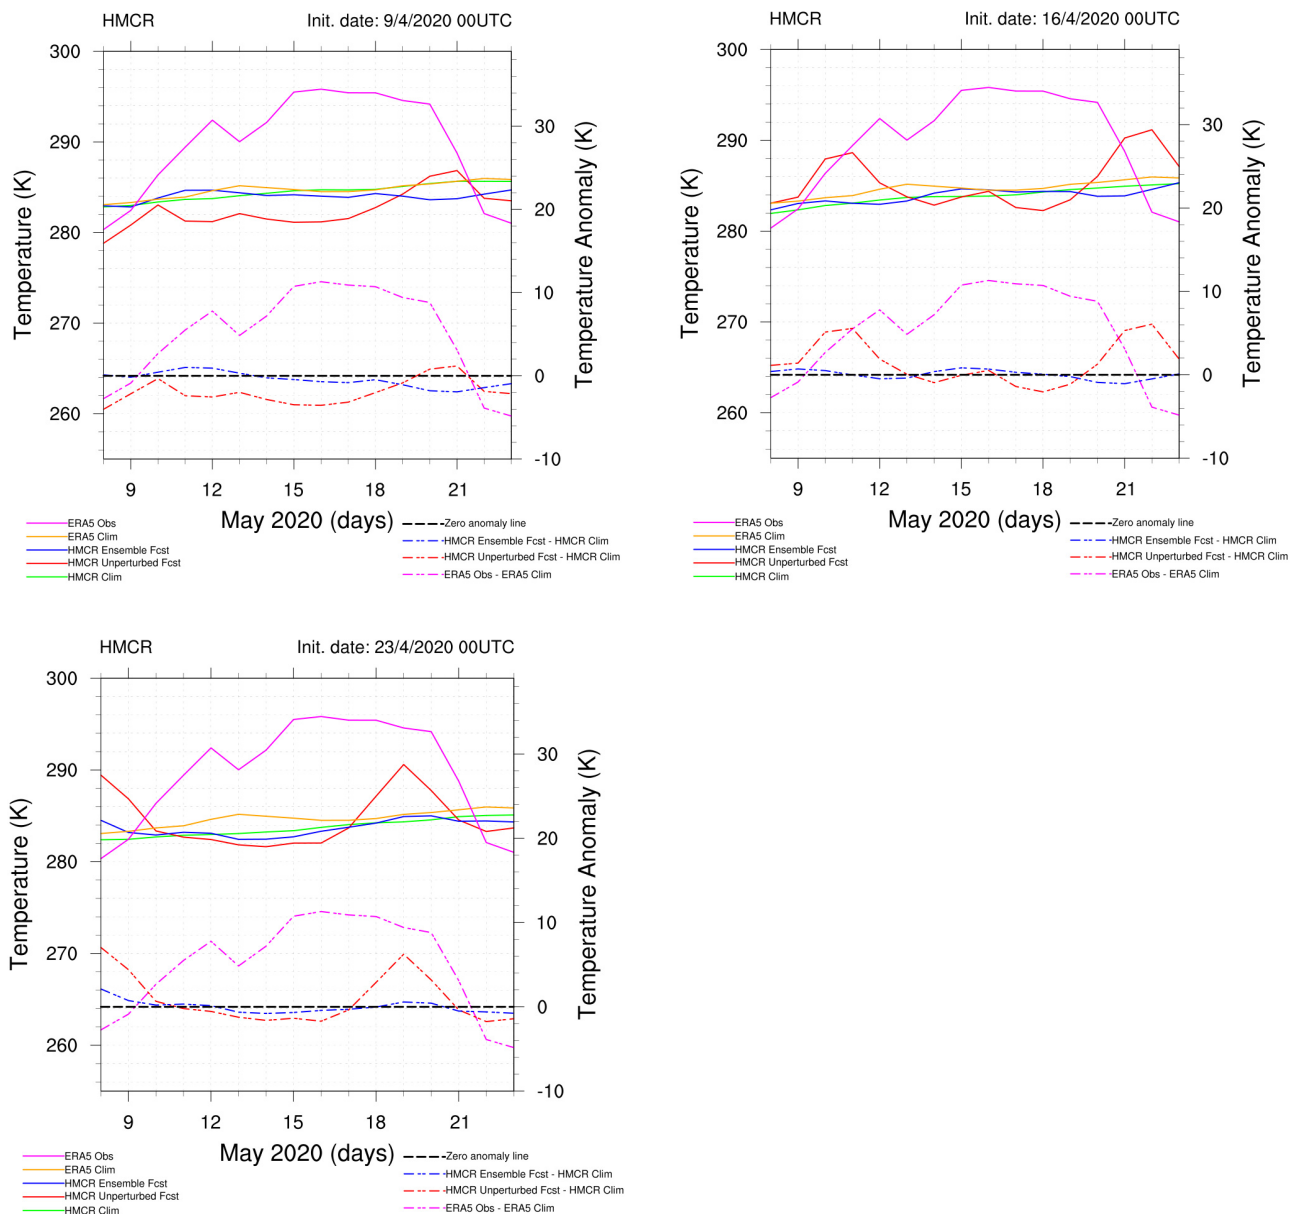 HMCR Init. date: 9/4/2020 00UTC
300
290
280
270
260
30
20
10
0
-10
Temperature (K)
Temperature Anomaly (K)
9 12 15 18 21
May 2020 (days)
ERA5 Obs
ERA5 Clim
HMCR Ensemble Fcst
HMCR Unperturbed Fcst
HMCR Clim
Zero anomaly line
HMCR Ensemble Fcst - HMCR Clim
HMCR Unperturbed Fcst - HMCR Clim
ERA5 Obs - ERA5 Clim
HMCR Init. date: 16/4/2020 00UTC
300
290
280
270
260
30
20
10
0
-10
Temperature (K)
Temperature Anomaly (K)
9 12 15 18 21
May 2020 (days)
ERA5 Obs
ERA5 Clim
HMCR Ensemble Fcst
HMCR Unperturbed Fcst
HMCR Clim
Zero anomaly line
HMCR Ensemble Fcst - HMCR Clim
HMCR Unperturbed Fcst - HMCR Clim
ERA5 Obs - ERA5 Clim
HMCR Init. date: 23/4/2020 00UTC
300
290
280
270
260
30
20
10
0
-10
Temperature (K)
Temperature Anomaly (K)
9 12 15 18 21
May 2020 (days)
ERA5 Obs
ERA5 Clim
HMCR Ensemble Fcst
HMCR Unperturbed Fcst
HMCR Clim
Zero anomaly line
HMCR Ensemble Fcst - HMCR Clim
HMCR Unperturbed Fcst - HMCR Clim
ERA5 Obs - ERA5 Clim